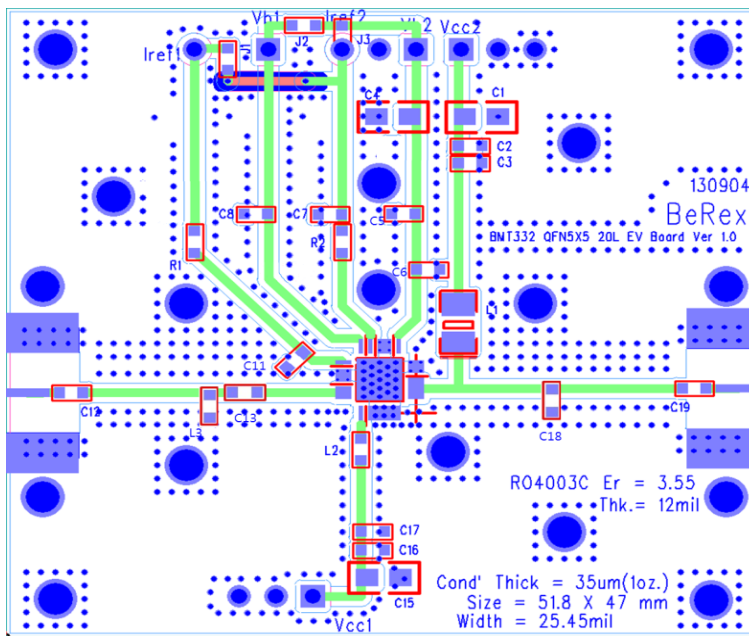 Vb1 Iref2 Vb2 Vcc2
Iref1 J1 J2 J3
C4 C1
C2
C3
130904
BeRex
BMT332 QFN5X5 20L EV Board Ver 1.0
C8 C7 C5
R1 R2
C6
L1
C11
C12 L3 C13 C18 C19
L2
RO4003C Er = 3.55
Thk.= 12mil
C17
C16
C15
Cond' Thick = 35um(1oz.)
Size = 51.8 X 47 mm
Width = 25.45mil
Vcc1